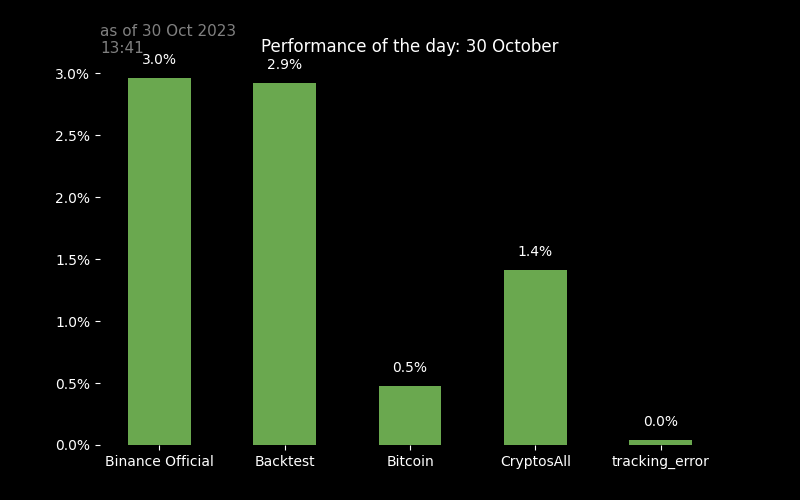 as of 30 Oct 2023
13:41
Performance of the day: 30 October
3.0%
2.9%
0.5%
1.4%
0.0%
3.0%
2.5%
2.0%
1.5%
1.0%
0.5%
0.0%
Binance Official
Backtest
Bitcoin
CryptosAll
tracking_error